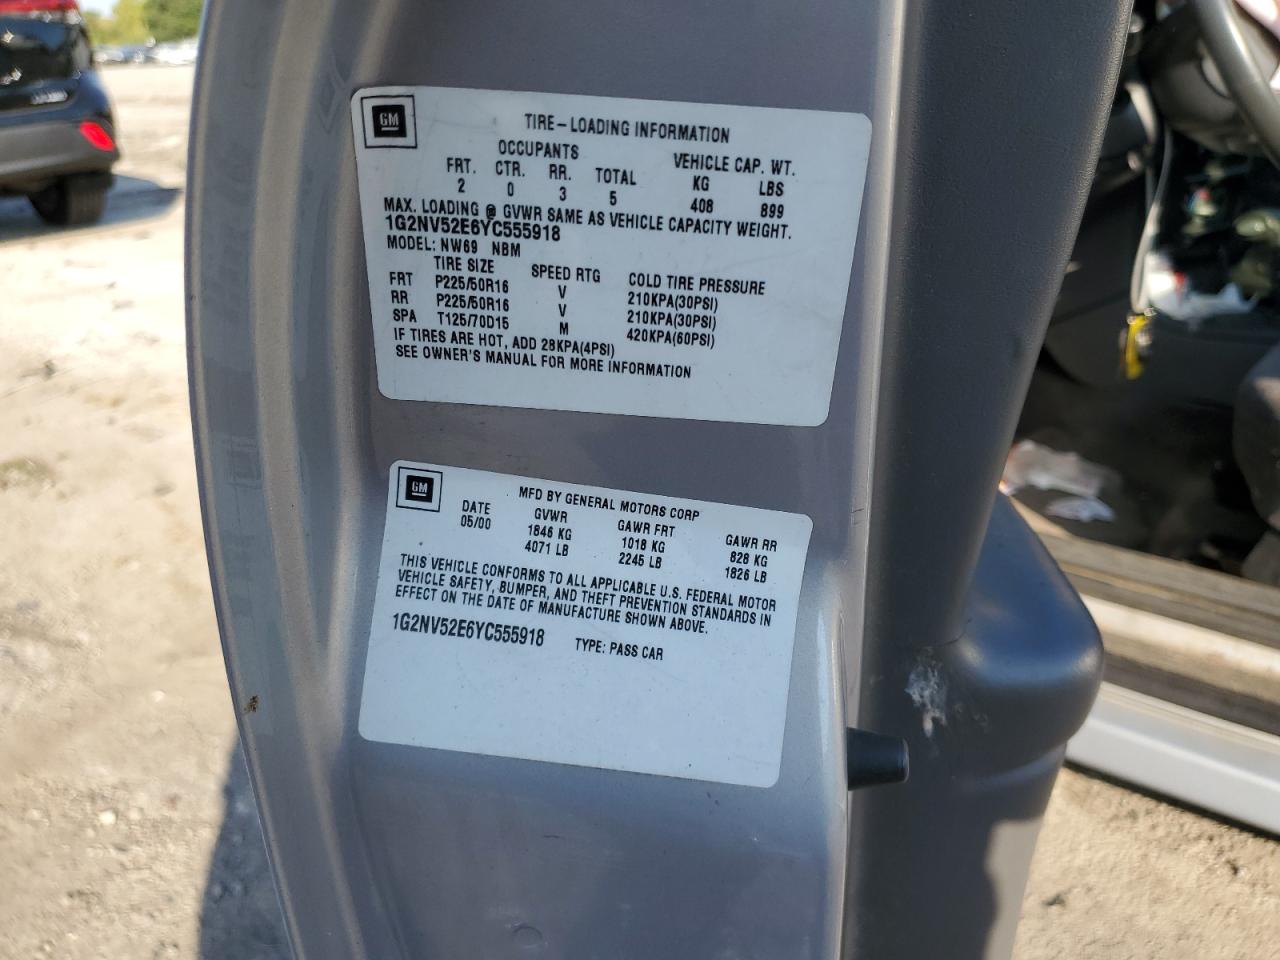 GM
TIRE-LOADING INFORMATION
OCCUPANTS VEHICLE CAP. WT.
FRT. CTR. RR. TOTAL KG LBS
2 0 3 5 408 899
MAX. LOADING @ GVWR SAME AS VEHICLE CAPACITY WEIGHT.
1G2NV52E6YC555918
MODEL: NW69 NBM
TIRE SIZE SPEED RTG COLD TIRE PRESSURE
FRT P225/50R16 V 210KPA(30PSI)
RR P225/50R16 V 210KPA(30PSI)
SPA T125/70D15 M 420KPA(60PSI)
IF TIRES ARE HOT, ADD 28KPA(4PSI)
SEE OWNER'S MANUAL FOR MORE INFORMATION
GM
MFD BY GENERAL MOTORS CORP
DATE GVWR GAWR FRT GAWR RR
05/00 1846 KG 1018 KG 828 KG
4071 LB 2245 LB 1826 LB
THIS VEHICLE CONFORMS TO ALL APPLICABLE U.S. FEDERAL MOTOR
VEHICLE SAFETY, BUMPER, AND THEFT PREVENTION STANDARDS IN
EFFECT ON THE DATE OF MANUFACTURE SHOWN ABOVE.
1G2NV52E6YC555918 TYPE: PASS CAR